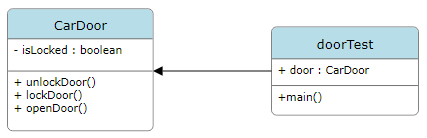 CarDoor
- isLocked : boolean
+ unlockDoor()
+ lockDoor()
+ openDoor()
doorTest
+ door : CarDoor
+main()